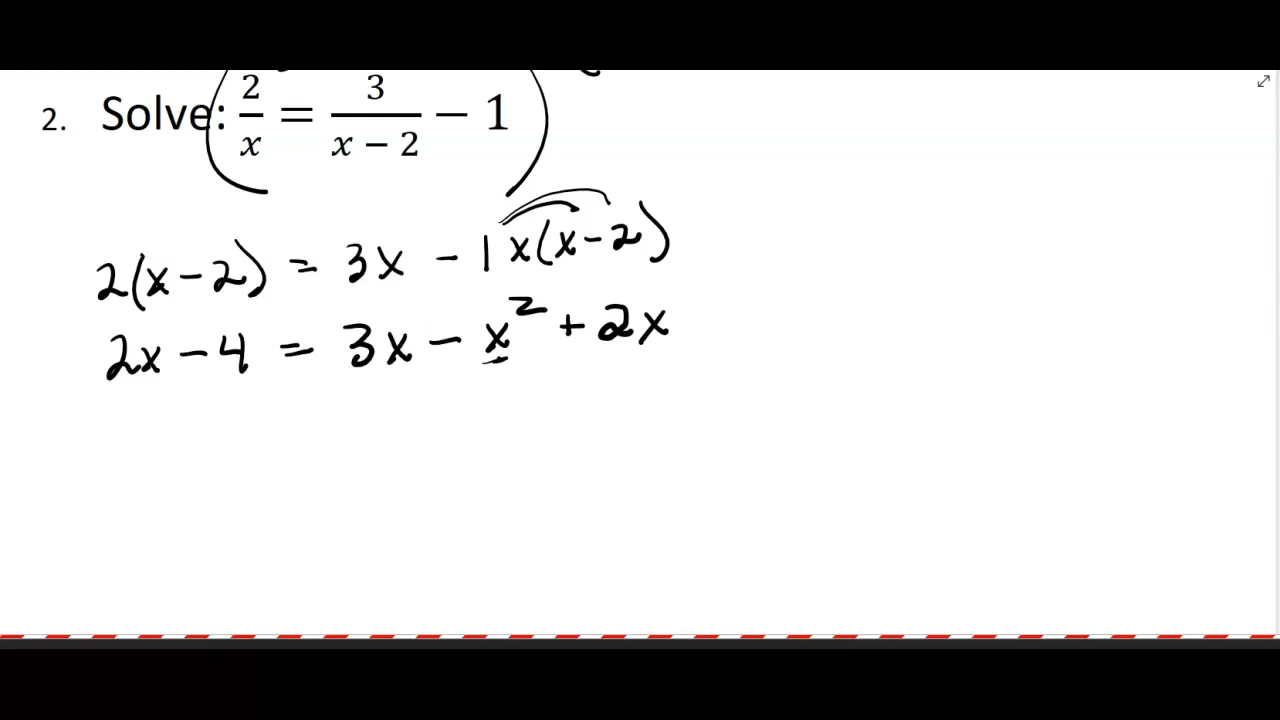 2. Solve: 2/x = 3/(x − 2) − 1
2(x − 2) = 3x − 1x(x − 2)
2x − 4 = 3x − x² + 2x